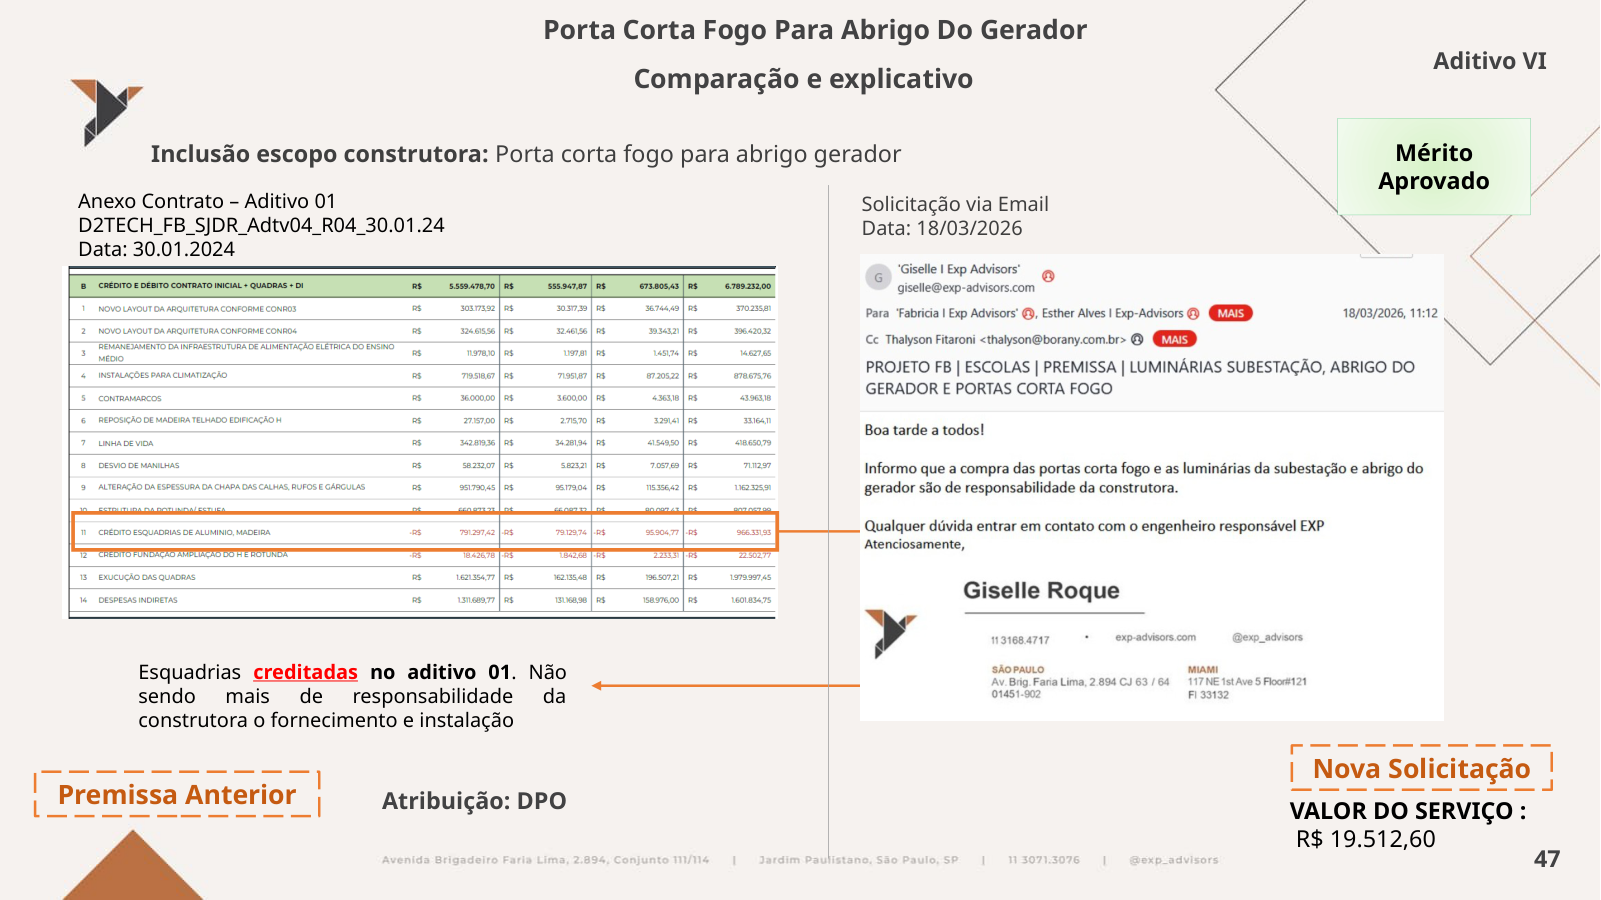 Porta Corta Fogo Para Abrigo Do Gerador
Comparação e explicativo
Aditivo VI
Mérito
Aprovado
Inclusão escopo construtora: Porta corta fogo para abrigo gerador
Anexo Contrato – Aditivo 01
D2TECH_FB_SJDR_Adtv04_R04_30.01.24
Data: 30.01.2024
B CRÉDITO E DÉBITO CONTRATO INICIAL + QUADRAS + DI R$ 5.559.478,70 R$ 555.947,87 R$ 673.805,43 R$ 6.789.232,00
1 NOVO LAYOUT DA ARQUITETURA CONFORME CONR03 R$ 303.173,92 R$ 30.317,39 R$ 36.744,49 R$ 370.235,81
2 NOVO LAYOUT DA ARQUITETURA CONFORME CONR04 R$ 324.615,56 R$ 32.461,56 R$ 39.343,21 R$ 396.420,32
3 REMANEJAMENTO DA INFRAESTRUTURA DE ALIMENTAÇÃO ELÉTRICA DO ENSINO MÉDIO R$ 11.978,10 R$ 1.197,81 R$ 1.451,74 R$ 14.627,65
4 INSTALAÇÕES PARA CLIMATIZAÇÃO R$ 719.518,67 R$ 71.951,87 R$ 87.205,22 R$ 878.675,76
5 CONTRAMARCOS R$ 36.000,00 R$ 3.600,00 R$ 4.363,18 R$ 43.963,18
6 REPOSIÇÃO DE MADEIRA TELHADO EDIFICAÇÃO H R$ 27.157,00 R$ 2.715,70 R$ 3.291,41 R$ 33.164,11
7 LINHA DE VIDA R$ 342.819,36 R$ 34.281,94 R$ 41.549,50 R$ 418.650,79
8 DESVIO DE MANILHAS R$ 58.232,07 R$ 5.823,21 R$ 7.057,69 R$ 71.112,97
9 ALTERAÇÃO DA ESPESSURA DA CHAPA DAS CALHAS, RUFOS E GÁRGULAS R$ 951.790,45 R$ 95.179,04 R$ 115.356,42 R$ 1.162.325,91
10 ESTRUTURA DA ROTUNDA/ ESTUFA R$ 660.873,23 R$ 66.087,32 R$ 80.097,43 R$ 807.057,99
11 CRÉDITO ESQUADRIAS DE ALUMINIO, MADEIRA -R$ 791.297,42 -R$ 79.129,74 -R$ 95.904,77 -R$ 966.331,93
12 CRÉDITO FUNDAÇÃO AMPLIAÇÃO DO H E ROTUNDA -R$ 18.426,78 -R$ 1.842,68 -R$ 2.233,31 -R$ 22.502,77
13 EXUCUÇÃO DAS QUADRAS R$ 1.621.354,77 R$ 162.135,48 R$ 196.507,21 R$ 1.979.997,45
14 DESPESAS INDIRETAS R$ 1.311.689,77 R$ 131.168,98 R$ 158.976,00 R$ 1.601.834,75
Esquadrias creditadas no aditivo 01. Não
sendo mais de responsabilidade da
construtora o fornecimento e instalação
Premissa Anterior
Atribuição: DPO
Solicitação via Email
Data: 18/03/2026
G
'Giselle I Exp Advisors'
giselle@exp-advisors.com
Para 'Fabricia I Exp Advisors' , Esther Alves I Exp-Advisors MAIS 18/03/2026, 11:12
Cc Thalyson Fitaroni <thalyson@borany.com.br> MAIS
PROJETO FB | ESCOLAS | PREMISSA | LUMINÁRIAS SUBESTAÇÃO, ABRIGO DO
GERADOR E PORTAS CORTA FOGO
Boa tarde a todos!
Informo que a compra das portas corta fogo e as luminárias da subestação e abrigo do
gerador são de responsabilidade da construtora.
Qualquer dúvida entrar em contato com o engenheiro responsável EXP
Atenciosamente,
Giselle Roque
11 3168.4717 • exp-advisors.com @exp_advisors
SÃO PAULO
Av. Brig. Faria Lima, 2.894 CJ 63 / 64
01451-902
MIAMI
117 NE 1st Ave 5 Floor#121
Fl 33132
Nova Solicitação
VALOR DO SERVIÇO :
R$ 19.512,60
Avenida Brigadeiro Faria Lima, 2.894, Conjunto 111/114 | Jardim Paulistano, São Paulo, SP | 11 3071.3076 | @exp_advisors
47